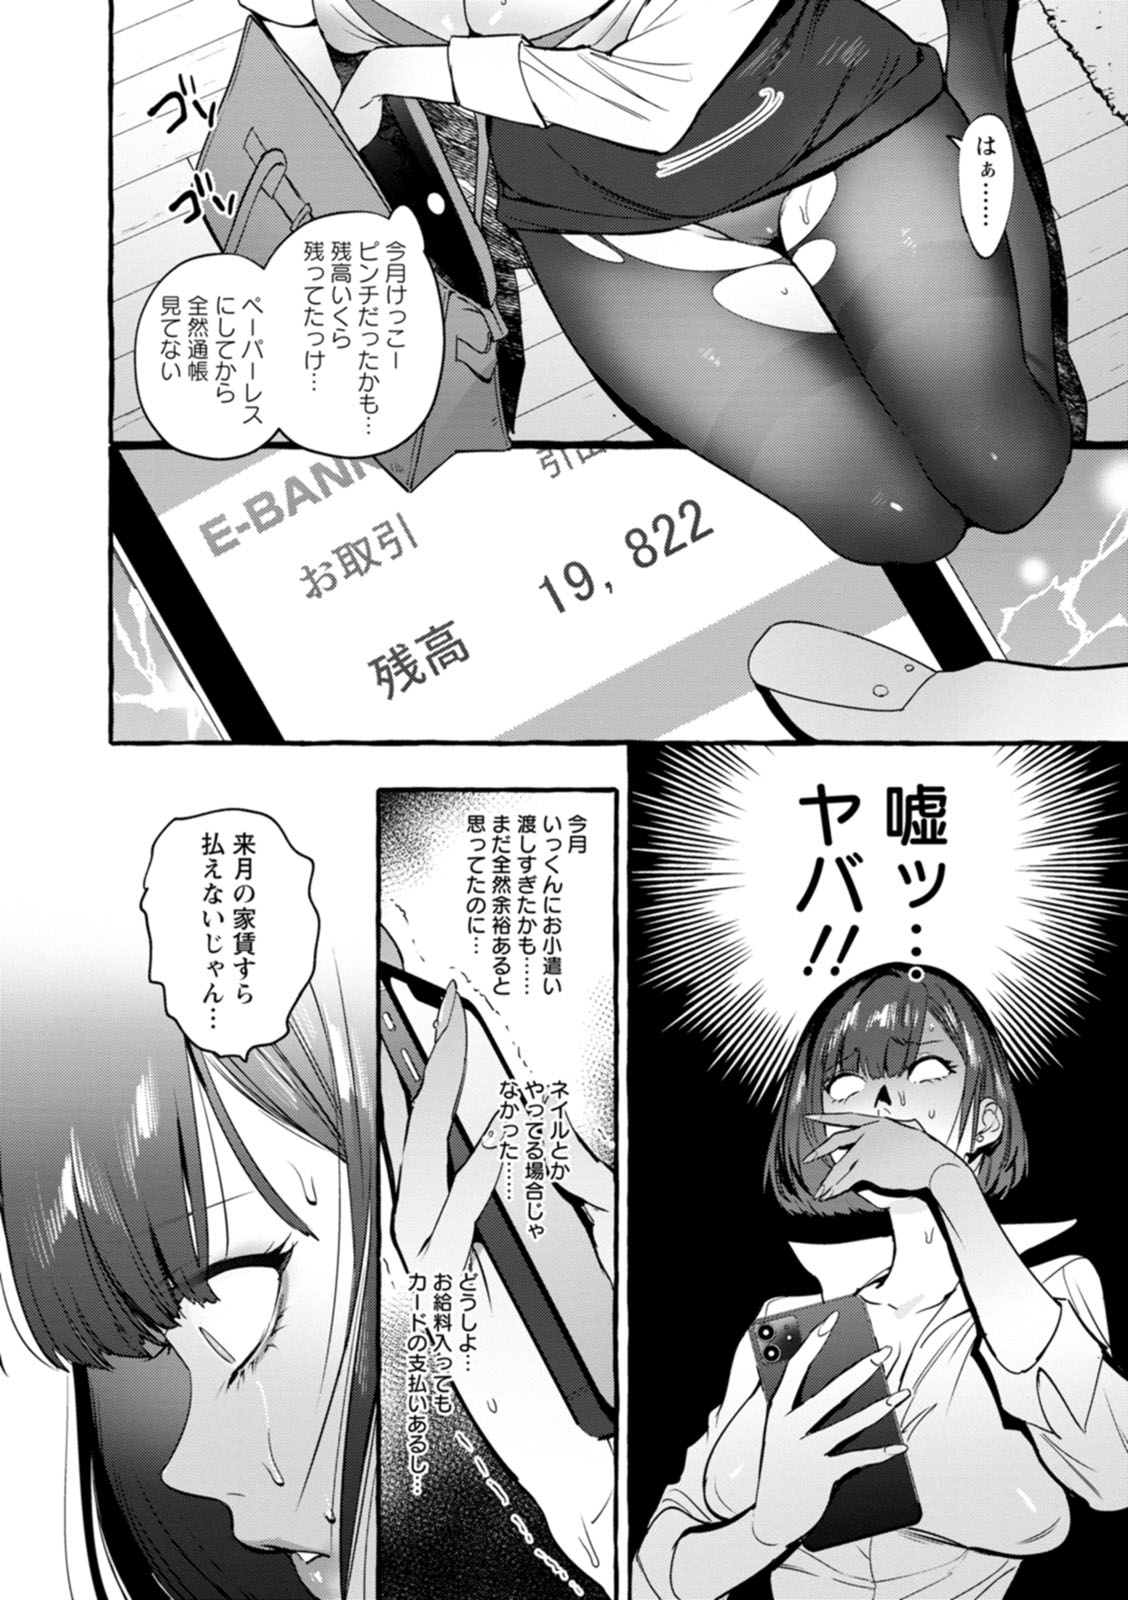 はぁ……
ゴソ
ゴソ
今月けっこー
ピンチだったかも…
残高いくら
残ってたっけ…
ペーパーレス
にしてから
全然通帳
見てない
E-BANK
お取引
残高 19,822
嘘ッ…
ヤバ!!
今月
いっくんにお小遣い
渡しすぎたかも……
まだ全然余裕あると
思ってたのに…
ネイルとか
やってる場合じゃ
なかった……
どうしよ…
お給料入っても
カードの支払いあるし…
来月の家賃すら
払えないじゃん…